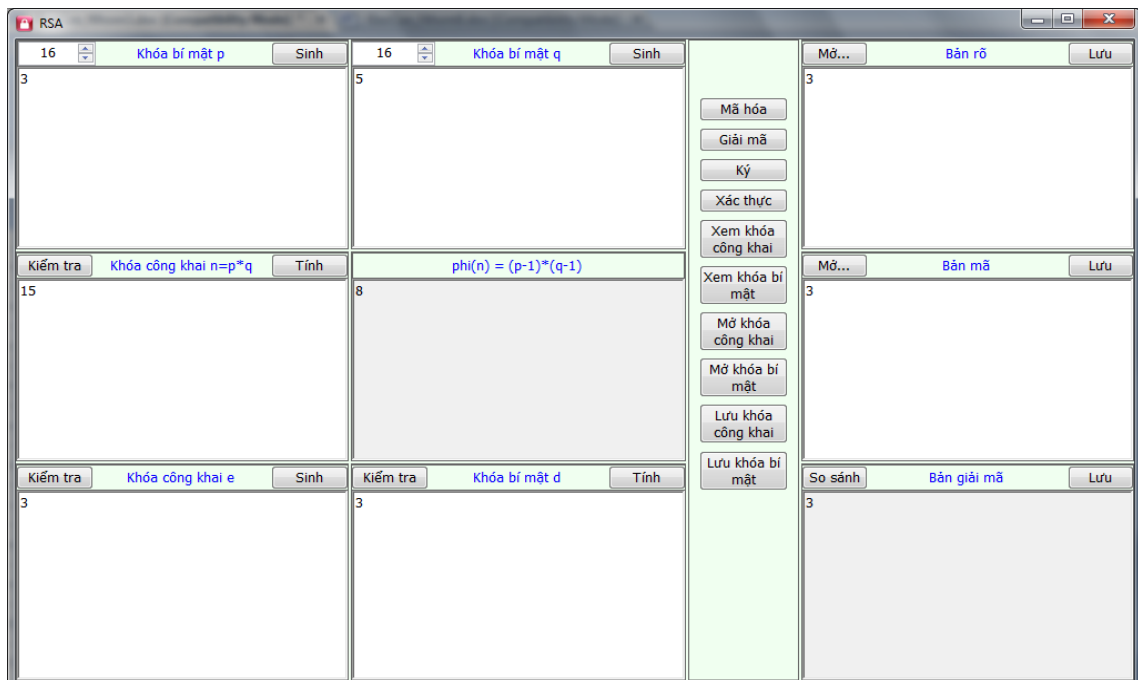 RSA
16 Khóa bí mật p Sinh
3
16 Khóa bí mật q Sinh
5
Mã hóa
Giải mã
Ký
Xác thực
Xem khóa
công khai
Xem khóa bí
mật
Mở khóa
công khai
Mở khóa bí
mật
Lưu khóa
công khai
Lưu khóa bí
mật
Mở... Bản rõ Lưu
3
Kiểm tra Khóa công khai n=p*q Tính
15
phi(n) = (p-1)*(q-1)
8
Mở... Bản mã Lưu
3
Kiểm tra Khóa công khai e Sinh
3
Kiểm tra Khóa bí mật d Tính
3
So sánh Bản giải mã Lưu
3